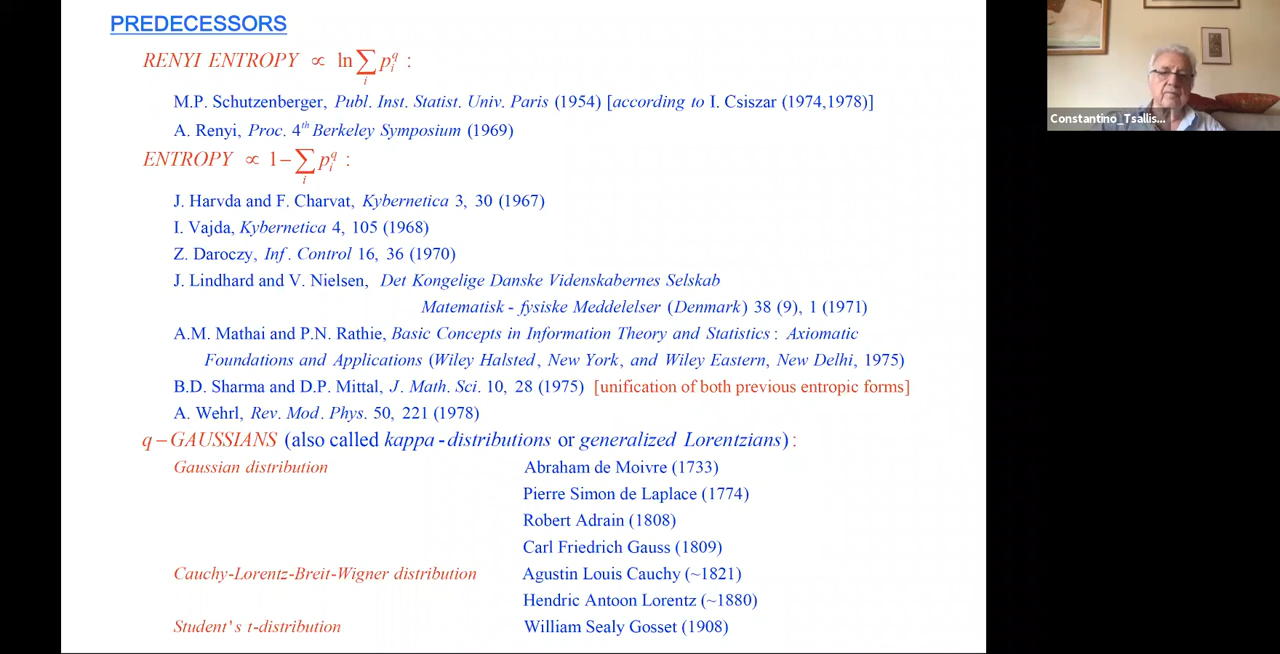 PREDECESSORS
RENYI ENTROPY ∝ ln∑ᵢ pᵢ^q :
M.P. Schutzenberger, Publ. Inst. Statist. Univ. Paris (1954) [according to I. Csiszar (1974,1978)]
A. Renyi, Proc. 4th Berkeley Symposium (1969)
ENTROPY ∝ 1−∑ᵢ pᵢ^q :
J. Harvda and F. Charvat, Kybernetica 3, 30 (1967)
I. Vajda, Kybernetica 4, 105 (1968)
Z. Daroczy, Inf. Control 16, 36 (1970)
J. Lindhard and V. Nielsen, Det Kongelige Danske Videnskabernes Selskab
Matematisk - fysiske Meddelelser (Denmark) 38 (9), 1 (1971)
A.M. Mathai and P.N. Rathie, Basic Concepts in Information Theory and Statistics : Axiomatic
Foundations and Applications (Wiley Halsted, New York, and Wiley Eastern, New Delhi, 1975)
B.D. Sharma and D.P. Mittal, J. Math. Sci. 10, 28 (1975) [unification of both previous entropic forms]
A. Wehrl, Rev. Mod. Phys. 50, 221 (1978)
q − GAUSSIANS (also called kappa - distributions or generalized Lorentzians) :
Gaussian distribution Abraham de Moivre (1733)
Pierre Simon de Laplace (1774)
Robert Adrain (1808)
Carl Friedrich Gauss (1809)
Cauchy-Lorentz-Breit-Wigner distribution Agustin Louis Cauchy (~1821)
Hendric Antoon Lorentz (~1880)
Student's t-distribution William Sealy Gosset (1908)
Constantino_Tsallis...